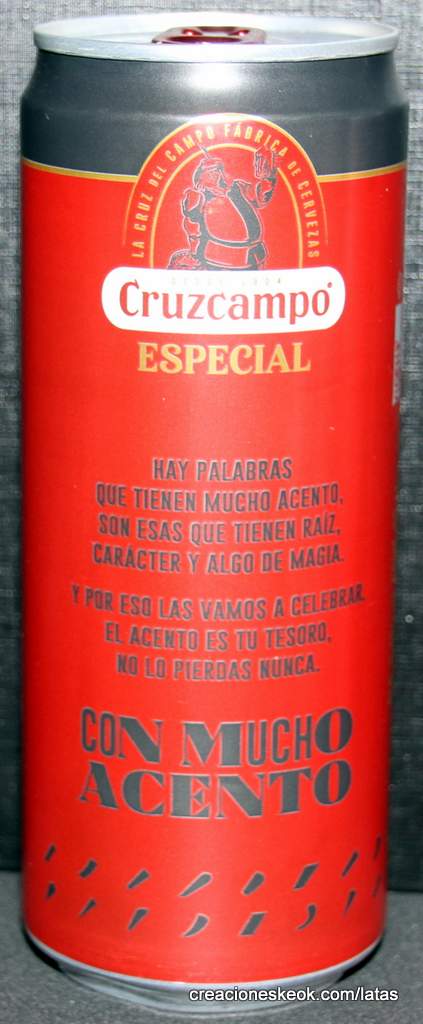 LA CRUZ DEL CAMPO FÁBRICA DE CERVEZAS
Cruzcampo
ESPECIAL
HAY PALABRAS
QUE TIENEN MUCHO ACENTO,
SON ESAS QUE TIENEN RAÍZ,
CARÁCTER Y ALGO DE MAGIA.
Y POR ESO LAS VAMOS A CELEBRAR.
EL ACENTO ES TU TESORO,
NO LO PIERDAS NUNCA.
CON MUCHO
ACENTO
creacioneskeok.com/latas